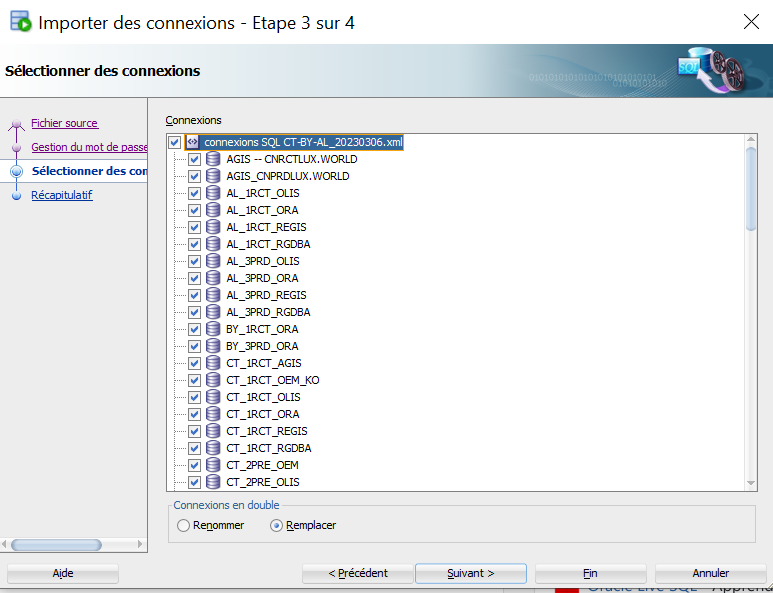 Importer des connexions - Etape 3 sur 4
Sélectionner des connexions
SQL
Fichier source
Gestion du mot de passe
Sélectionner des con
Récapitulatif
Connexions
connexions SQL CT-BY-AL_20230306.xml
AGIS -- CNRCTLUX.WORLD
AGIS_CNPRDLUX.WORLD
AL_1RCT_OLIS
AL_1RCT_ORA
AL_1RCT_REGIS
AL_1RCT_RGDBA
AL_3PRD_OLIS
AL_3PRD_ORA
AL_3PRD_REGIS
AL_3PRD_RGDBA
BY_1RCT_ORA
BY_3PRD_ORA
CT_1RCT_AGIS
CT_1RCT_OEM_KO
CT_1RCT_OLIS
CT_1RCT_ORA
CT_1RCT_REGIS
CT_1RCT_RGDBA
CT_2PRE_OEM
CT_2PRE_OLIS
Connexions en double
Renommer
Remplacer
Aide
< Précédent
Suivant >
Fin
Annuler